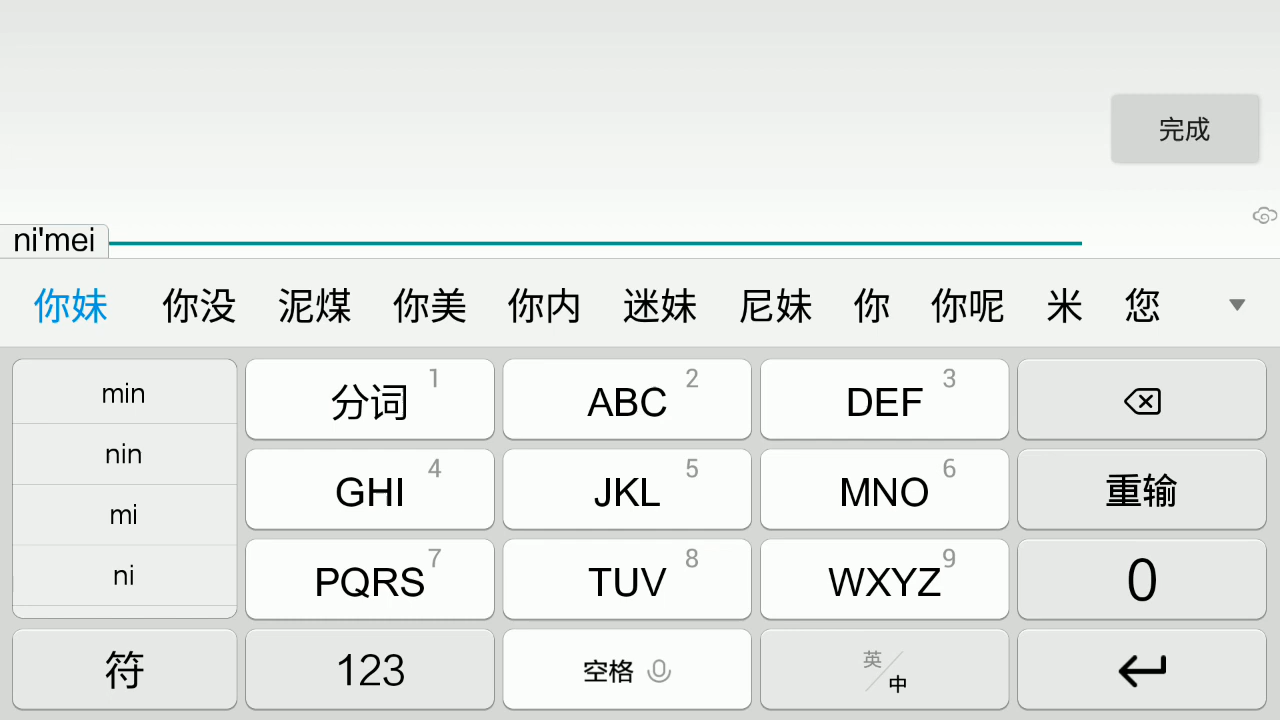 完成
ni'mei
你妹 你没 泥煤 你美 你内 迷妹 尼妹 你 你呢 米 您
min 分词 1 ABC 2 DEF 3
nin GHI 4 JKL 5 MNO 6 重输
mi
ni PQRS 7 TUV 8 WXYZ 9 0
符 123 空格 英/中